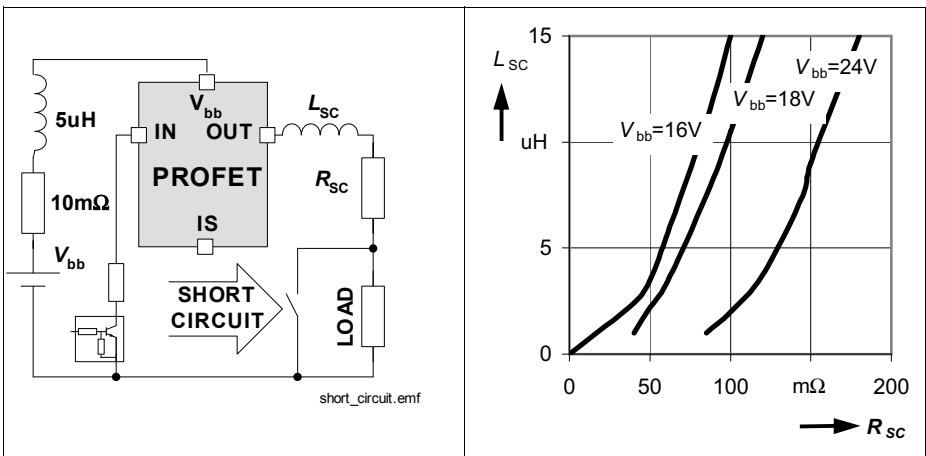 5uH
10mΩ
Vbb
Vbb
IN OUT
PROFET
IS
LSC
RSC
SHORT
CIRCUIT
LOAD
short_circuit.emf
LSC
15
uH
5
0
Vbb=16V
Vbb=18V
Vbb=24V
0 50 100 mΩ 200
RSC